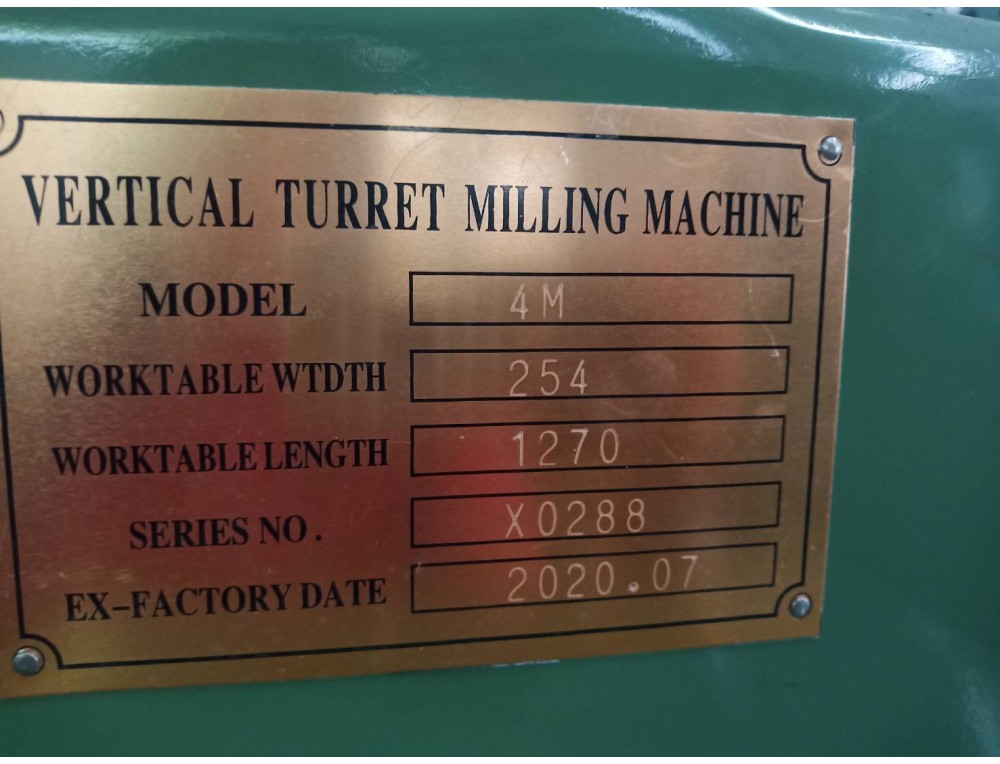 VERTICAL TURRET MILLING MACHINE
MODEL 4M
WORKTABLE WTDTH 254
WORKTABLE LENGTH 1270
SERIES NO. X0288
EX-FACTORY DATE 2020.07